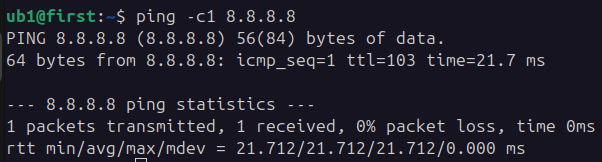 ub1@first:~$ ping -c1 8.8.8.8
PING 8.8.8.8 (8.8.8.8) 56(84) bytes of data.
64 bytes from 8.8.8.8: icmp_seq=1 ttl=103 time=21.7 ms

--- 8.8.8.8 ping statistics ---
1 packets transmitted, 1 received, 0% packet loss, time 0ms
rtt min/avg/max/mdev = 21.712/21.712/21.712/0.000 ms